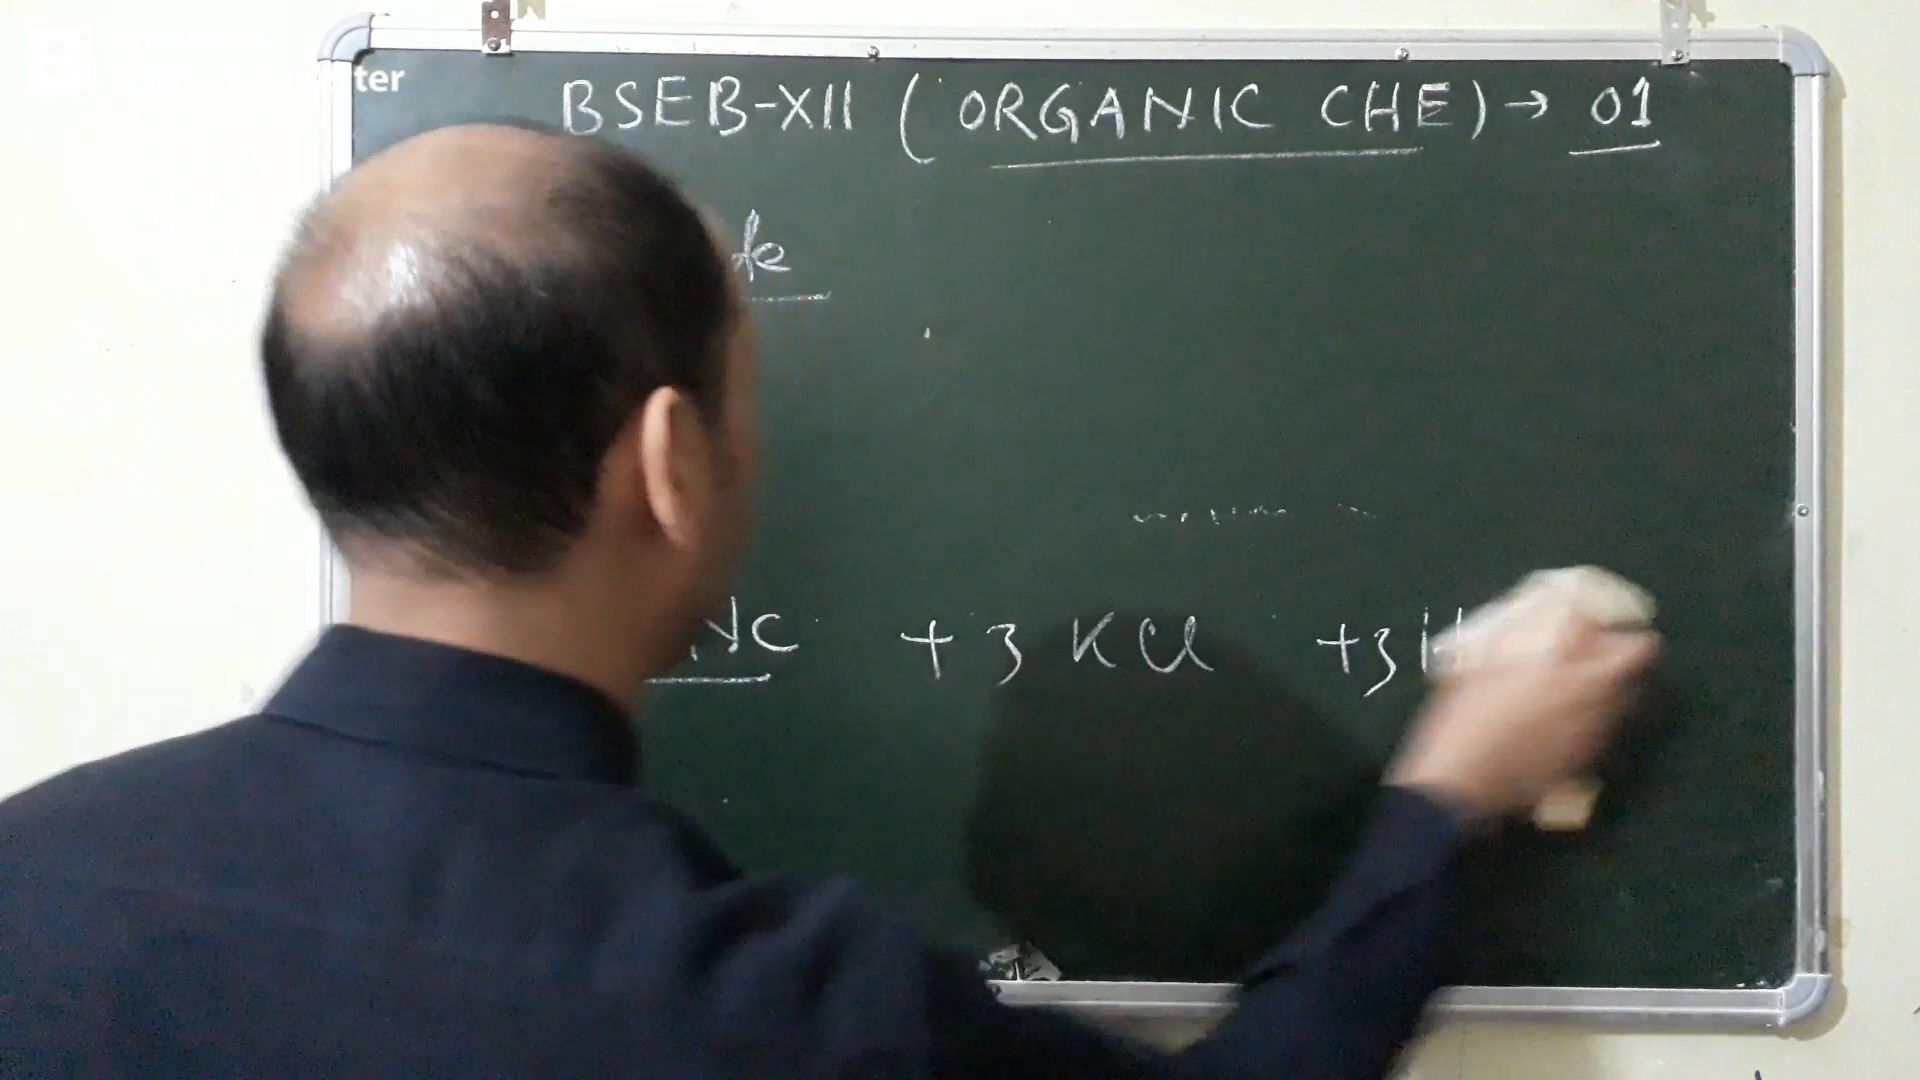 BSEB-XII (ORGANIC CHE) → 01
NC + 3 KCl + 3H